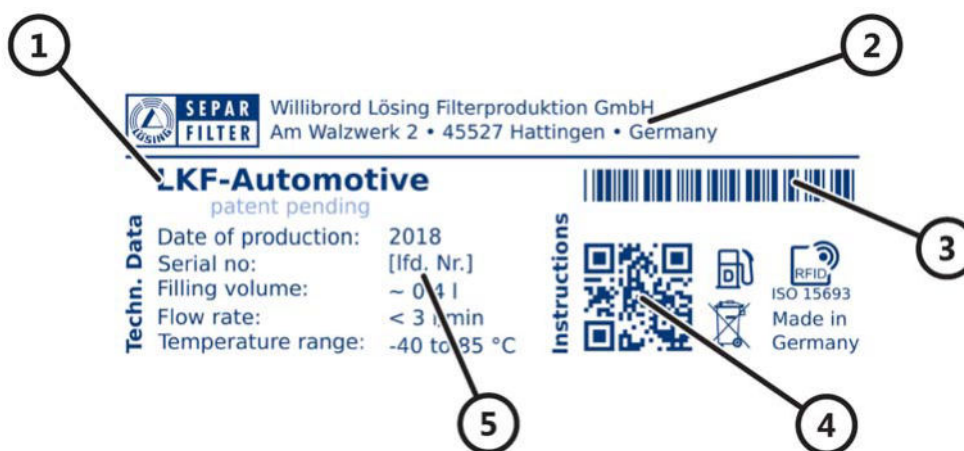 1
2
SEPAR
FILTER
LÖSING
Willibrord Lösing Filterproduktion GmbH
Am Walzwerk 2 • 45527 Hattingen • Germany
LKF-Automotive
patent pending
Techn. Data
Date of production: 2018
Serial no: [lfd. Nr.]
Filling volume: ~ 0,4 l
Flow rate: < 3 l/min
Temperature range: -40 to 85 °C
Instructions
3
D
RFID
ISO 15693
Made in
Germany
5
4